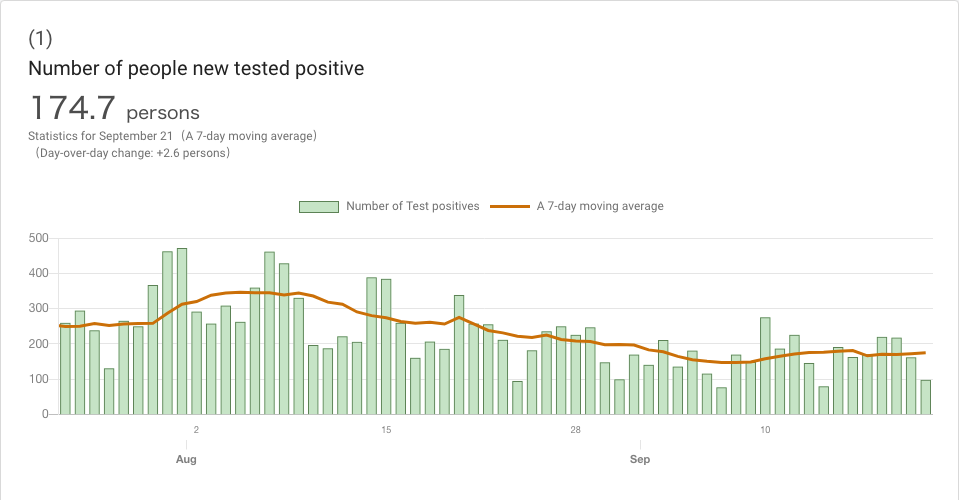 (1)
Number of people new tested positive
174.7 persons
Statistics for September 21（A 7-day moving average）
（Day-over-day change: +2.6 persons）
Number of Test positives A 7-day moving average
500
400
300
200
100
0
2 15 28 10
Aug Sep